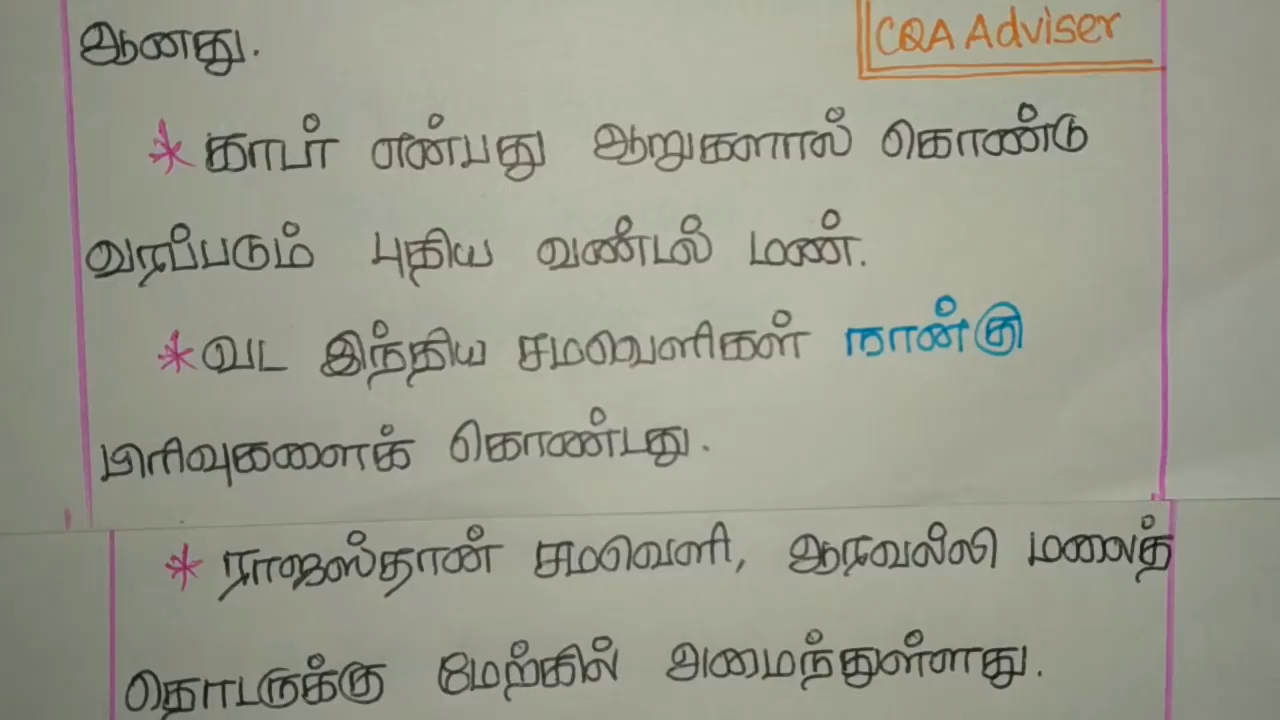 ஆனது.
CQA Adviser
* காபர் என்பது ஆறுகளால் கொண்டு
வரப்படும் புதிய வண்டல் மண்.
* வட இந்திய சமவெளிகள் நான்கு
பிரிவுகளைக் கொண்டது.
* ராஜஸ்தான் சமவெளி, ஆரவல்லி மலைத்
தொடருக்கு மேற்கில் அமைந்துள்ளது.